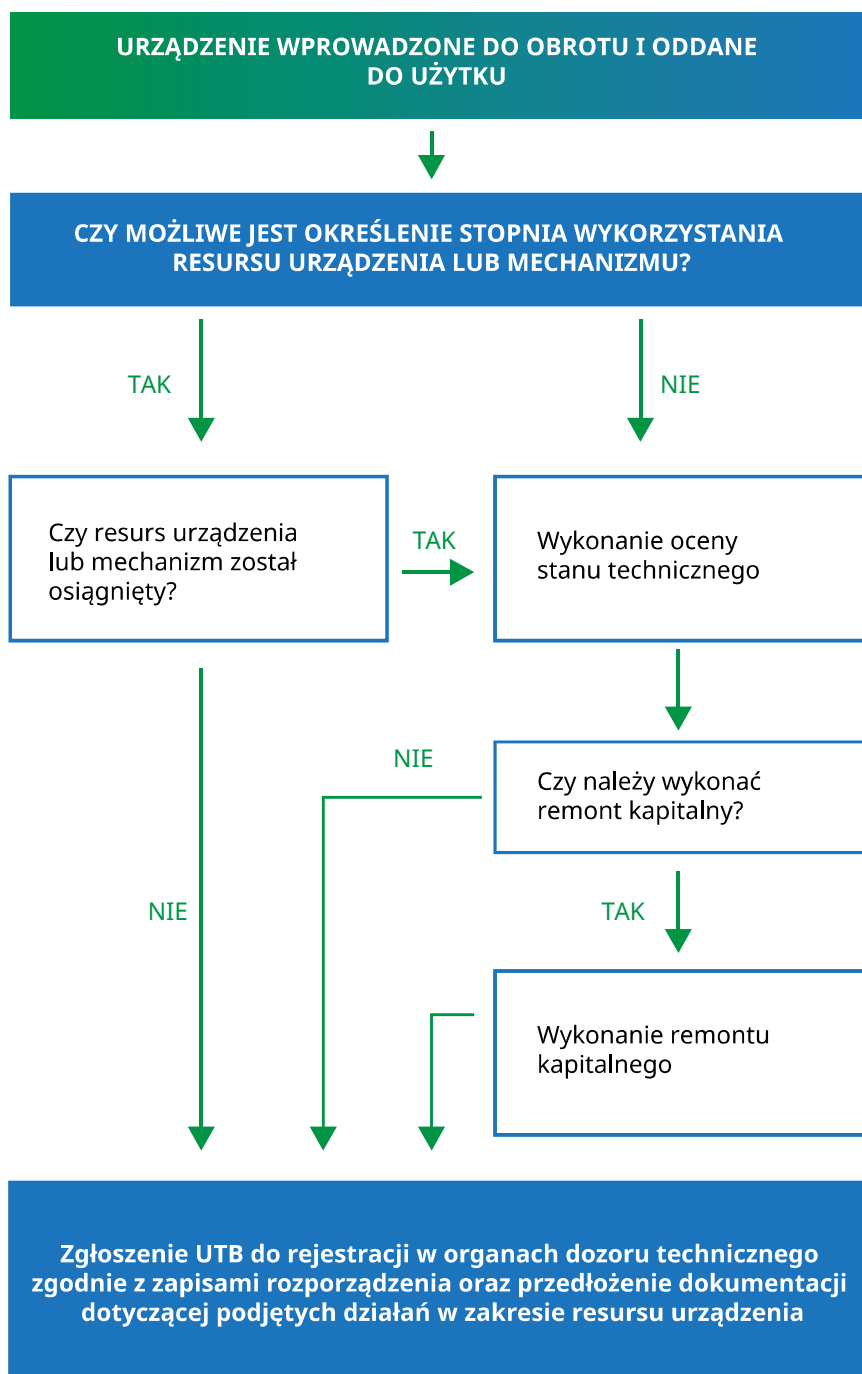 URZĄDZENIE WPROWADZONE DO OBROTU I ODDANE
DO UŻYTKU
CZY MOŻLIWE JEST OKREŚLENIE STOPNIA WYKORZYSTANIA
RESURSU URZĄDZENIA LUB MECHANIZMU?
TAK
NIE
Czy resurs urządzenia
lub mechanizm został
osiągnięty?
TAK
Wykonanie oceny
stanu technicznego
NIE
Czy należy wykonać
remont kapitalny?
NIE
TAK
Wykonanie remontu
kapitalnego
Zgłoszenie UTB do rejestracji w organach dozoru technicznego
zgodnie z zapisami rozporządzenia oraz przedłożenie dokumentacji
dotyczącej podjętych działań w zakresie resursu urządzenia